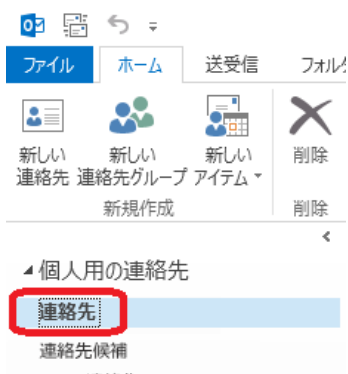 ファイル ホーム 送受信 フォル
新しい 新しい 新しい 削除
連絡先 連絡先グループ アイテム
新規作成 削除
個人用の連絡先
連絡先
連絡先候補